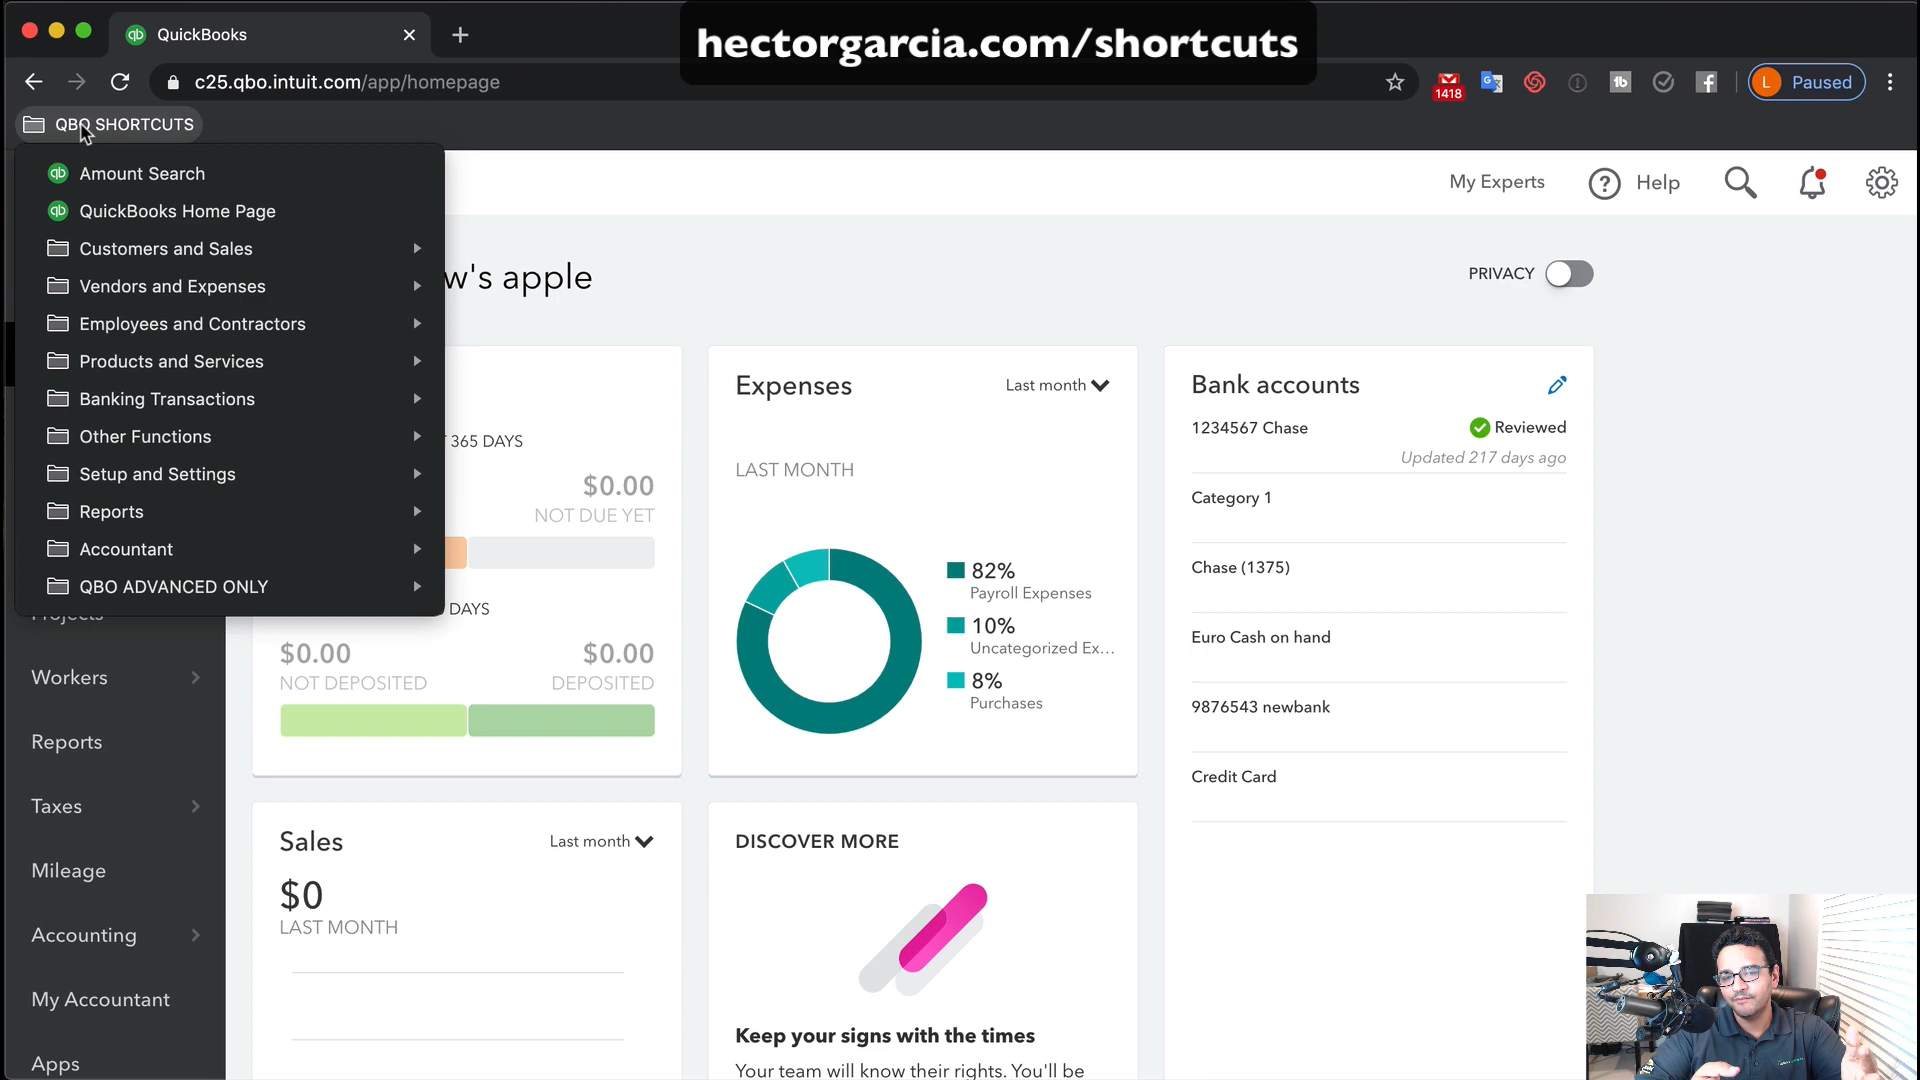 QuickBooks
hectorgarcia.com/shortcuts
c25.qbo.intuit.com/app/homepage
1418
L Paused
QBO SHORTCUTS
Amount Search
QuickBooks Home Page
Customers and Sales
Vendors and Expenses
Employees and Contractors
Products and Services
Banking Transactions
Other Functions
Setup and Settings
Reports
Accountant
QBO ADVANCED ONLY
My Experts
Help
w's apple
PRIVACY
365 DAYS
$0.00
NOT DUE YET
DAYS
$0.00
NOT DEPOSITED
$0.00
DEPOSITED
Expenses
Last month
LAST MONTH
82%
Payroll Expenses
10%
Uncategorized Ex...
8%
Purchases
Bank accounts
1234567 Chase
Reviewed
Updated 217 days ago
Category 1
Chase (1375)
Euro Cash on hand
9876543 newbank
Credit Card
Projects
Workers
Reports
Taxes
Mileage
Accounting
My Accountant
Apps
Sales
Last month
$0
LAST MONTH
DISCOVER MORE
Keep your signs with the times
Your team will know their rights. You'll be